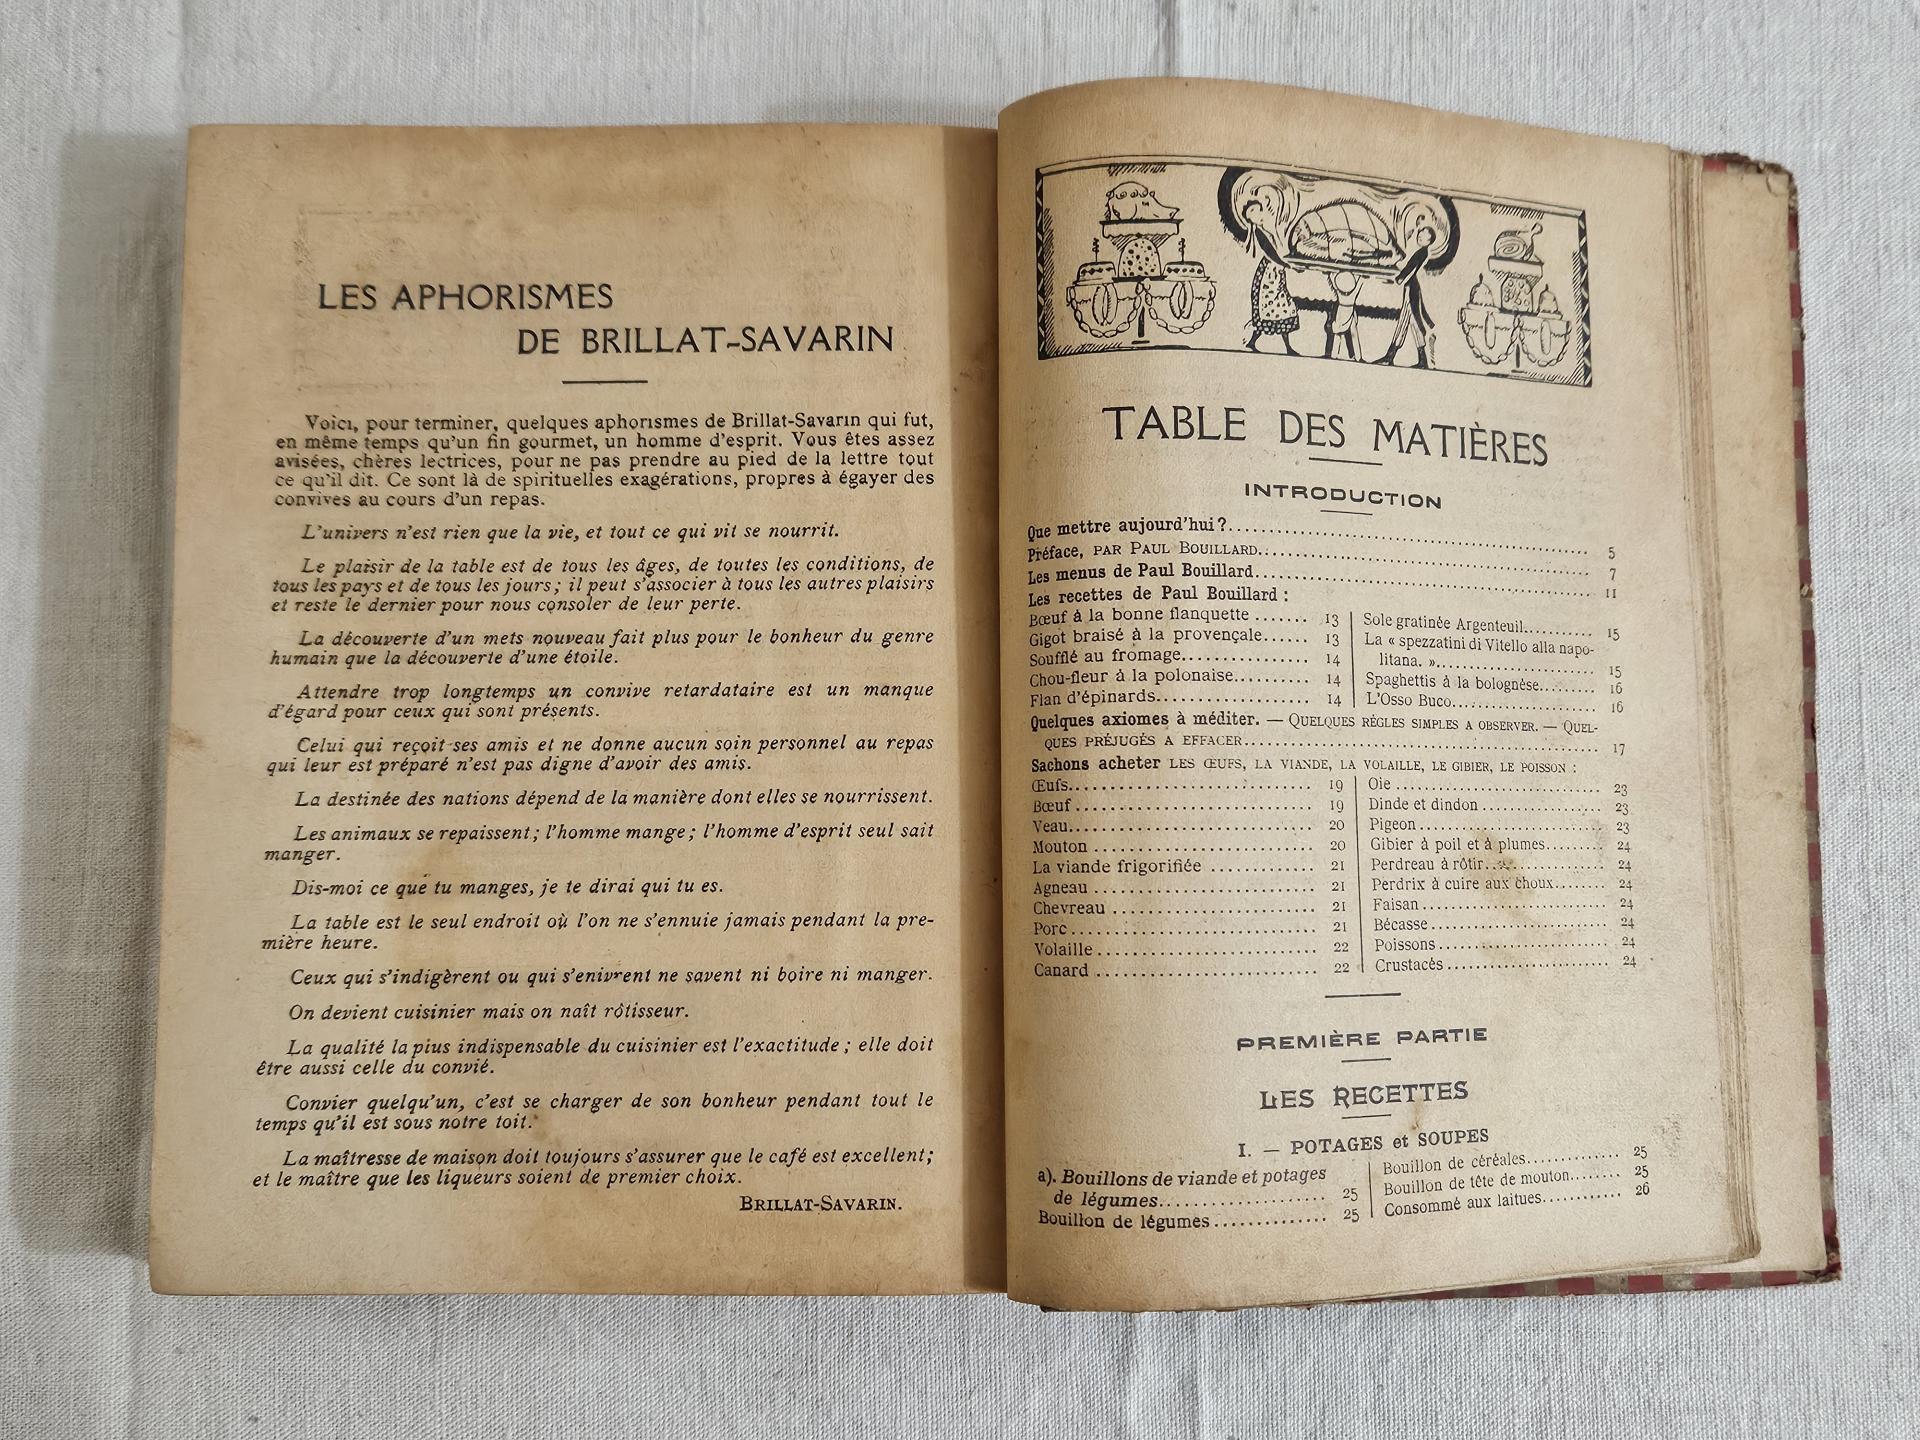 LES APHORISMES
DE BRILLAT-SAVARIN
Voici, pour terminer, quelques aphorismes de Brillat-Savarin qui fut,
en même temps qu'un fin gourmet, un homme d'esprit. Vous êtes assez
avisées, chères lectrices, pour ne pas prendre au pied de la lettre tout
ce qu'il dit. Ce sont là de spirituelles exagérations, propres à égayer des
convives au cours d'un repas.
L'univers n'est rien que la vie, et tout ce qui vit se nourrit.
Le plaisir de la table est de tous les âges, de toutes les conditions, de
tous les pays et de tous les jours ; il peut s'associer à tous les autres plaisirs
et reste le dernier pour nous consoler de leur perte.
La découverte d'un mets nouveau fait plus pour le bonheur du genre
humain que la découverte d'une étoile.
Attendre trop longtemps un convive retardataire est un manque
d'égard pour ceux qui sont présents.
Celui qui reçoit ses amis et ne donne aucun soin personnel au repas
qui leur est préparé n'est pas digne d'avoir des amis.
La destinée des nations dépend de la manière dont elles se nourrissent.
Les animaux se repaissent ; l'homme mange ; l'homme d'esprit seul sait
manger.
Dis-moi ce que tu manges, je te dirai qui tu es.
La table est le seul endroit où l'on ne s'ennuie jamais pendant la pre-
mière heure.
Ceux qui s'indigèrent ou qui s'enivrent ne savent ni boire ni manger.
On devient cuisinier mais on naît rôtisseur.
La qualité la plus indispensable du cuisinier est l'exactitude ; elle doit
être aussi celle du convié.
Convier quelqu'un, c'est se charger de son bonheur pendant tout le
temps qu'il est sous notre toit.
La maîtresse de maison doit toujours s'assurer que le café est excellent ;
et le maître que les liqueurs soient de premier choix.
BRILLAT-SAVARIN.
TABLE DES MATIÈRES
INTRODUCTION
Que mettre aujourd'hui ?........ 5
Préface, PAR PAUL BOUILLARD........ 7
Les menus de Paul Bouillard........ 11
Les recettes de Paul Bouillard :
Bœuf à la bonne flanquette ....... 13
Gigot braisé à la provençale...... 13
Soufflé au fromage........ 14
Chou-fleur à la polonaise........ 14
Flan d'épinards........ 14
Sole gratinée Argenteuil........ 15
La « spezzatini di Vitello alla napo-
litana. »........ 15
Spaghettis à la bolognèse........ 16
L'Osso Buco........ 16
Quelques axiomes à méditer. — QUELQUES RÈGLES SIMPLES A OBSERVER. — QUEL-
QUES PRÉJUGÉS A EFFACER........ 17
Sachons acheter LES ŒUFS, LA VIANDE, LA VOLAILLE, LE GIBIER, LE POISSON :
Œufs........ 19
Bœuf ........ 19
Veau........ 20
Mouton ........ 20
La viande frigorifiée ........ 21
Agneau ........ 21
Chevreau ........ 21
Porc ........ 21
Volaille ........ 22
Canard ........ 22
Oie ........ 23
Dinde et dindon ........ 23
Pigeon ........ 23
Gibier à poil et à plumes........ 24
Perdreau à rôtir........ 24
Perdrix à cuire aux choux........ 24
Faisan ........ 24
Bécasse........ 24
Poissons ........ 24
Crustacés ........ 24
PREMIÈRE PARTIE
LES RECETTES
I. — POTAGES et SOUPES
a). Bouillons de viande et potages
de légumes........ 25
Bouillon de légumes ........ 25
Bouillon de céréales........ 25
Bouillon de tête de mouton........ 25
Consommé aux laitues........ 26